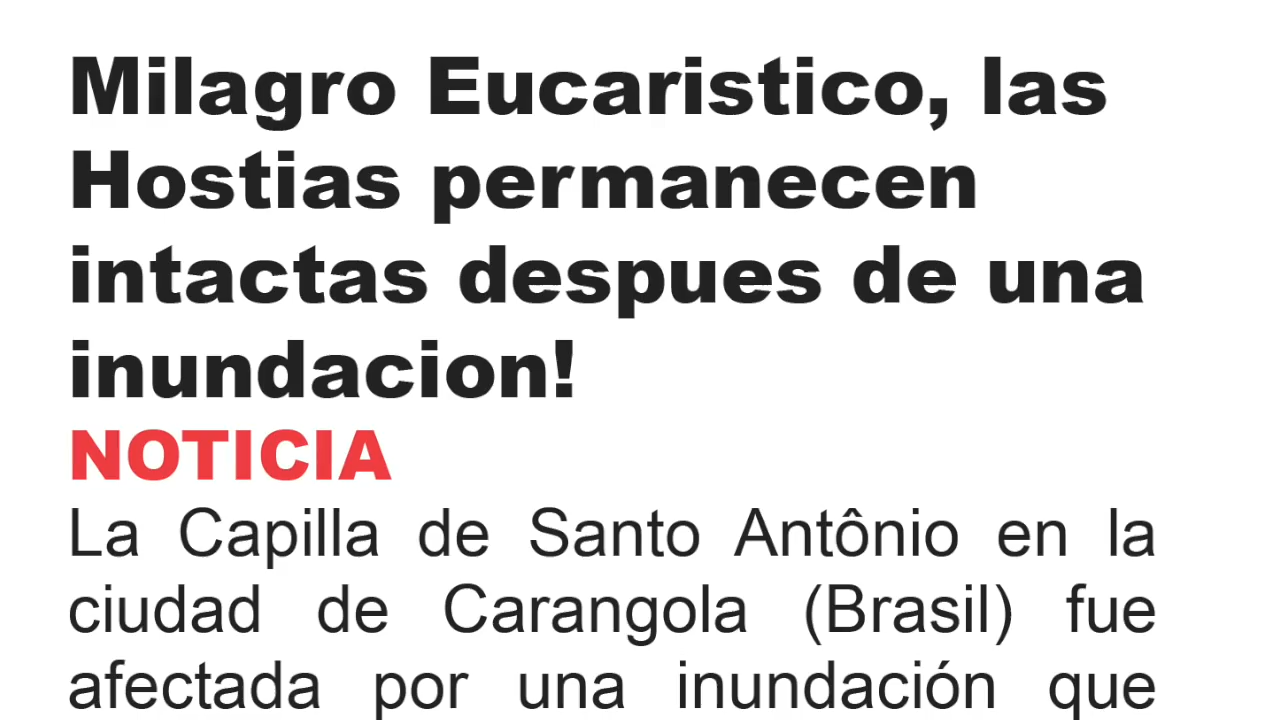 Milagro Eucaristico, las
Hostias permanecen
intactas despues de una
inundacion!
NOTICIA
La Capilla de Santo Antônio en la
ciudad de Carangola (Brasil) fue
afectada por una inundación que